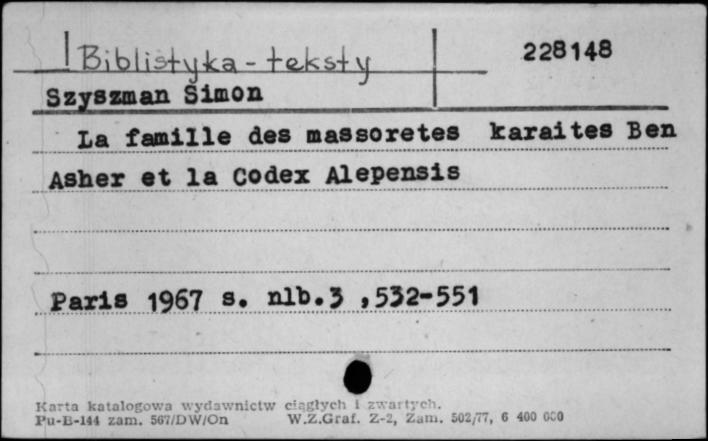 Biblistyka - teksty 228148
Szyszman Simon
La famille des massoretes karaites Ben
Asher et la Codex Alepensis
Paris 1967 s. nlb.3 ,532-551
Karta katalogowa wydawnictw ciągłych i zwartych.
Pu-B-144 zam. 567/DW/On W.Z.Graf. Z-2, Zam. 502/77, 6 400 000